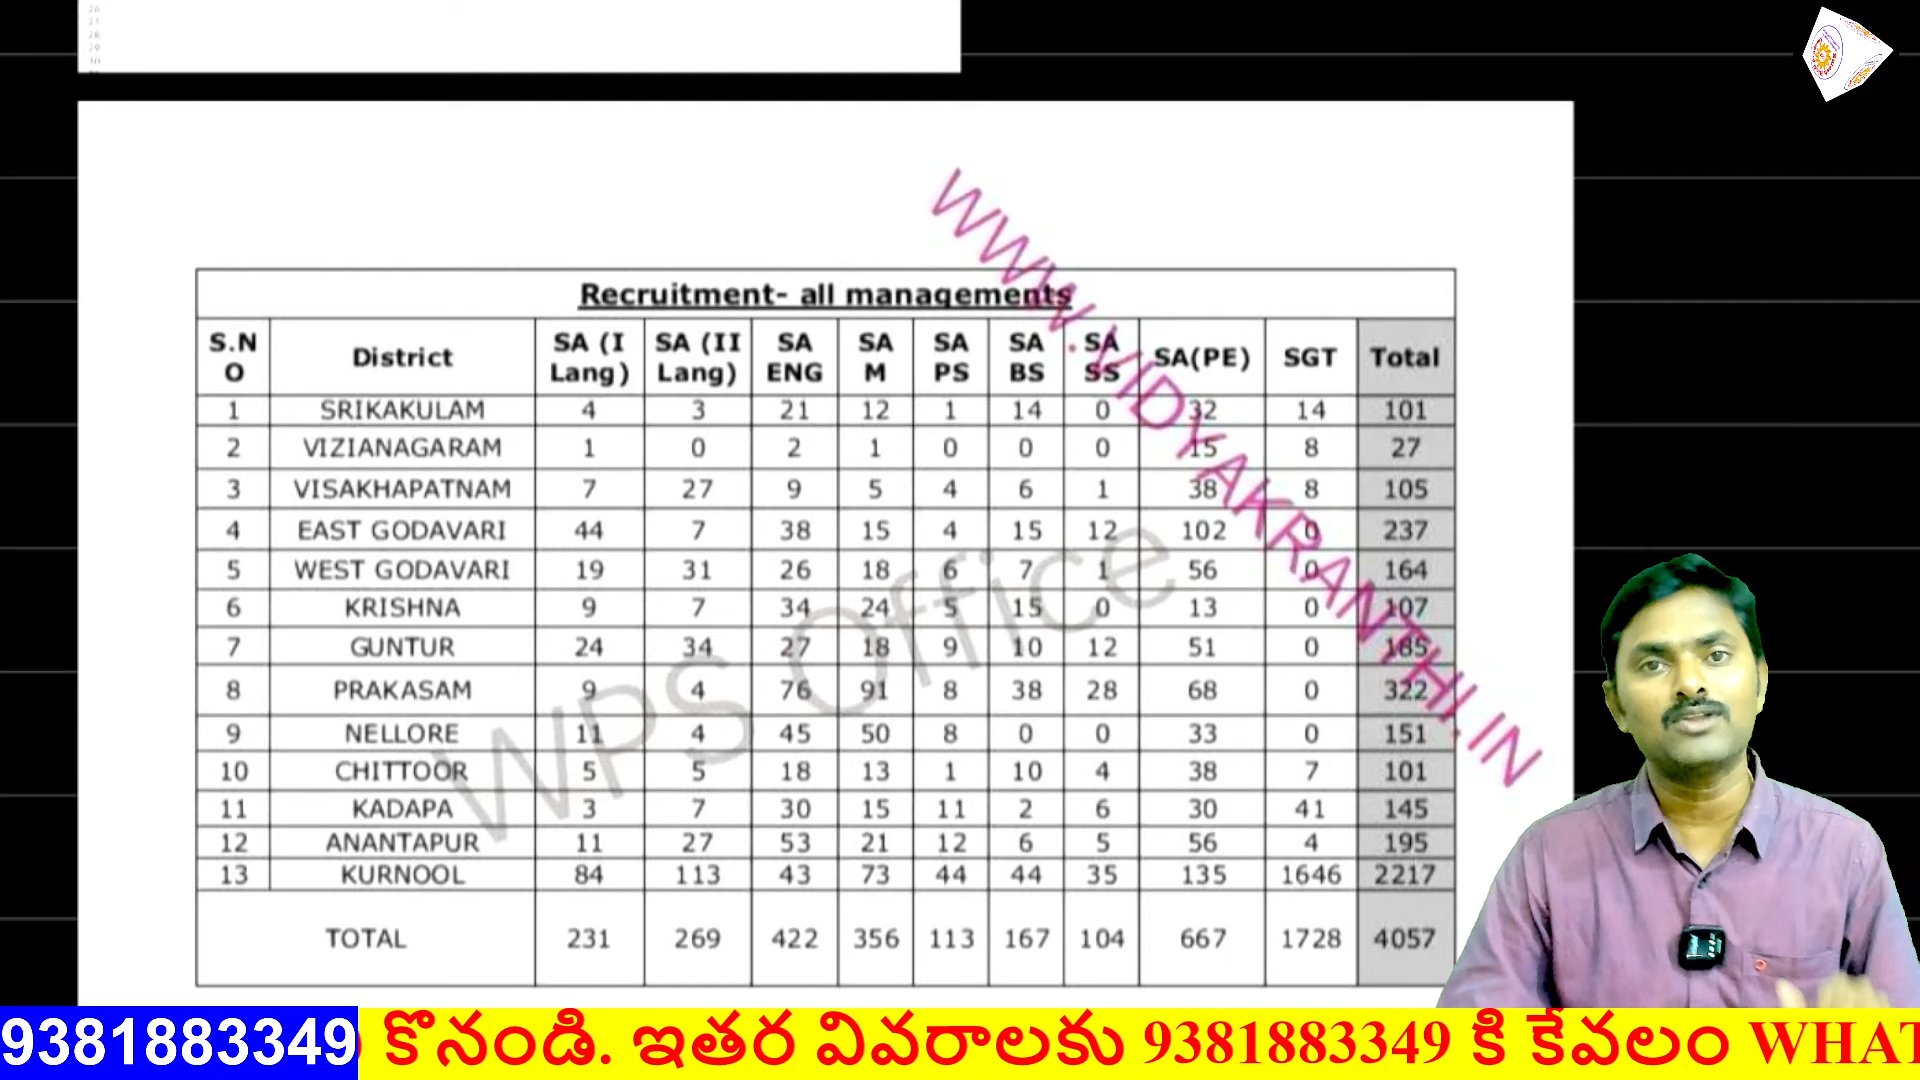 26
27
28
29
30
Recruitment- all managements
S.NO District SA (I Lang) SA (II Lang) SA ENG SA M SA PS SA BS SA SS SA(PE) SGT Total
1 SRIKAKULAM 4 3 21 12 1 14 0 32 14 101
2 VIZIANAGARAM 1 0 2 1 0 0 0 15 8 27
3 VISAKHAPATNAM 7 27 9 5 4 6 1 38 8 105
4 EAST GODAVARI 44 7 38 15 4 15 12 102 0 237
5 WEST GODAVARI 19 31 26 18 6 7 1 56 0 164
6 KRISHNA 9 7 34 24 5 15 0 13 0 107
7 GUNTUR 24 34 27 18 9 10 12 51 0 185
8 PRAKASAM 9 4 76 91 8 38 28 68 0 322
9 NELLORE 11 4 45 50 8 0 0 33 0 151
10 CHITTOOR 5 5 18 13 1 10 4 38 7 101
11 KADAPA 3 7 30 15 11 2 6 30 41 145
12 ANANTAPUR 11 27 53 21 12 6 5 56 4 195
13 KURNOOL 84 113 43 73 44 44 35 135 1646 2217
TOTAL 231 269 422 356 113 167 104 667 1728 4057
WWW.VIDYAKRANTHI.IN
WPS Office
9381883349 కొనండి. ఇతర వివరాలకు 9381883349 కి కేవలం WHAT